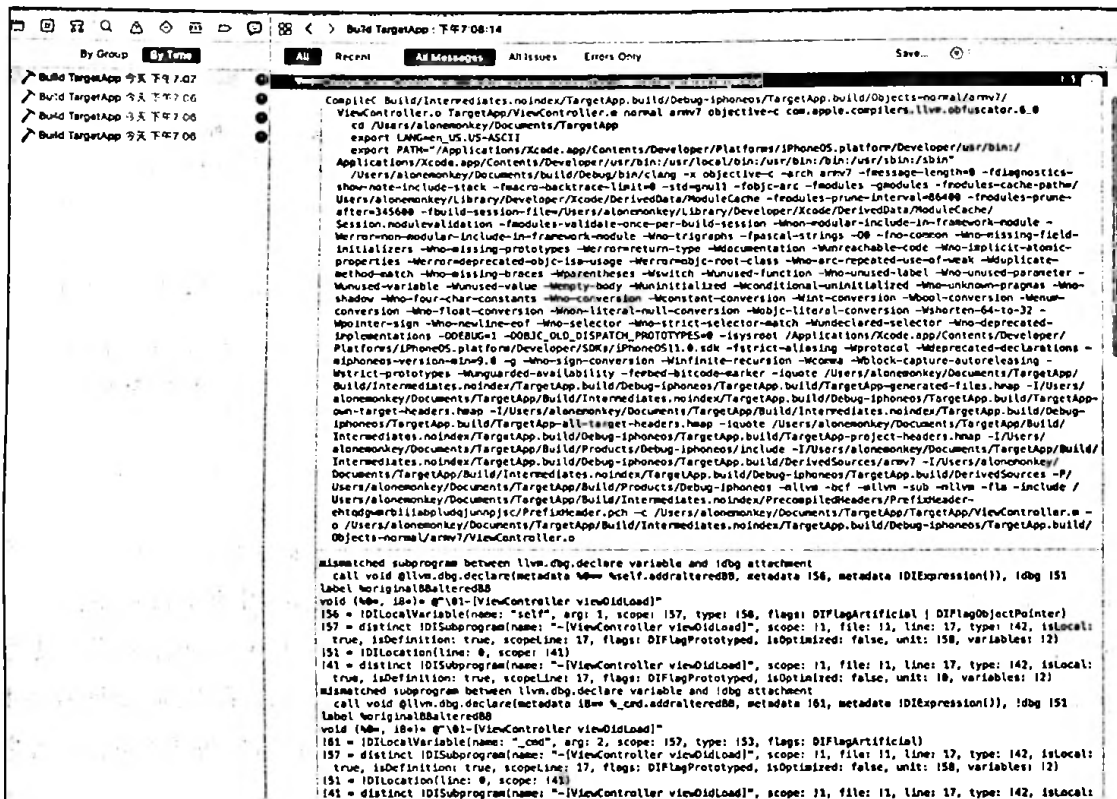 Build TargetApp : 下午7:08:14
By Group By Time
All Recent All Messages All Issues Errors Only Save...
Build TargetApp 今天 下午7:07
Build TargetApp 今天 下午7:06
Build TargetApp 今天 下午7:06
Build TargetApp 今天 下午7:06
CompileC Build/Intermediates.noindex/TargetApp.build/Debug-iphoneos/TargetApp.build/Objects-normal/armv7/
ViewController.o TargetApp/ViewController.m normal armv7 objective-c com.apple.compilers.llvm.obfuscator.6_0
cd /Users/alonemonkey/Documents/TargetApp
export LANG=en_US.US-ASCII
export PATH="/Applications/Xcode.app/Contents/Developer/Platforms/iPhoneOS.platform/Developer/usr/bin:/
Applications/Xcode.app/Contents/Developer/usr/bin:/usr/local/bin:/usr/bin:/bin:/usr/sbin:/sbin"
/Users/alonemonkey/Documents/build/Debug/bin/clang -x objective-c -arch armv7 -fmessage-length=0 -fdiagnostics-
show-note-include-stack -fmacro-backtrace-limit=0 -std=gnu11 -fobjc-arc -fmodules -gmodules -fmodules-cache-path=/
Users/alonemonkey/Library/Developer/Xcode/DerivedData/ModuleCache -fmodules-prune-interval=86400 -fmodules-prune-
after=345600 -fbuild-session-file=/Users/alonemonkey/Library/Developer/Xcode/DerivedData/ModuleCache/
Session.modulevalidation -fmodules-validate-once-per-build-session -Wnon-modular-include-in-framework-module -
Werror=non-modular-include-in-framework-module -Wno-trigraphs -fpascal-strings -O0 -fno-common -Wno-missing-field-
initializers -Wno-missing-prototypes -Werror=return-type -Wdocumentation -Wunreachable-code -Wno-implicit-atomic-
properties -Werror=deprecated-objc-isa-usage -Werror=objc-root-class -Wno-arc-repeated-use-of-weak -Wduplicate-
method-match -Wno-missing-braces -Wparentheses -Wswitch -Wunused-function -Wno-unused-label -Wno-unused-parameter -
Wunused-variable -Wunused-value -Wempty-body -Wuninitialized -Wconditional-uninitialized -Wno-unknown-pragmas -Wno-
shadow -Wno-four-char-constants -Wno-conversion -Wconstant-conversion -Wint-conversion -Wbool-conversion -Wenum-
conversion -Wno-float-conversion -Wnon-literal-null-conversion -Wobjc-literal-conversion -Wshorten-64-to-32 -
Wpointer-sign -Wno-newline-eof -Wno-selector -Wno-strict-selector-match -Wundeclared-selector -Wno-deprecated-
implementations -DDEBUG=1 -DOBJC_OLD_DISPATCH_PROTOTYPES=0 -isysroot /Applications/Xcode.app/Contents/Developer/
Platforms/iPhoneOS.platform/Developer/SDKs/iPhoneOS11.0.sdk -fstrict-aliasing -Wprotocol -Wdeprecated-declarations -
miphoneos-version-min=9.0 -g -Wno-sign-conversion -Winfinite-recursion -Wcomma -Wblock-capture-autoreleasing -
Wstrict-prototypes -Wunguarded-availability -fembed-bitcode-marker -iquote /Users/alonemonkey/Documents/TargetApp/
Build/Intermediates.noindex/TargetApp.build/Debug-iphoneos/TargetApp.build/TargetApp-generated-files.hmap -I/Users/
alonemonkey/Documents/TargetApp/Build/Intermediates.noindex/TargetApp.build/Debug-iphoneos/TargetApp.build/TargetApp-
own-target-headers.hmap -I/Users/alonemonkey/Documents/TargetApp/Build/Intermediates.noindex/TargetApp.build/Debug-
iphoneos/TargetApp.build/TargetApp-all-target-headers.hmap -iquote /Users/alonemonkey/Documents/TargetApp/Build/
Intermediates.noindex/TargetApp.build/Debug-iphoneos/TargetApp.build/TargetApp-project-headers.hmap -I/Users/
alonemonkey/Documents/TargetApp/Build/Products/Debug-iphoneos/include -I/Users/alonemonkey/Documents/TargetApp/Build/
Intermediates.noindex/TargetApp.build/Debug-iphoneos/TargetApp.build/DerivedSources/armv7 -I/Users/alonemonkey/
Documents/TargetApp/Build/Intermediates.noindex/TargetApp.build/Debug-iphoneos/TargetApp.build/DerivedSources -F/
Users/alonemonkey/Documents/TargetApp/Build/Products/Debug-iphoneos -mllvm -bcf -mllvm -sub -mllvm -fla -include /
Users/alonemonkey/Documents/TargetApp/Build/Intermediates.noindex/PrecompiledHeaders/PrefixHeader-
/PrefixHeader.pch -c /Users/alonemonkey/Documents/TargetApp/TargetApp/ViewController.m -
o /Users/alonemonkey/Documents/TargetApp/Build/Intermediates.noindex/TargetApp.build/Debug-iphoneos/TargetApp.build/
Objects-normal/armv7/ViewController.o
mismatched subprogram between llvm.dbg.declare variable and !dbg attachment
call void @llvm.dbg.declare(metadata %0** %self.addralteredBB, metadata !56, metadata !DIExpression()), !dbg !51
label %originalBBalteredBB
void (%0*, i8*)* @"\01-[ViewController viewDidLoad]"
!56 = !DILocalVariable(name: "self", arg: 1, scope: !57, type: !58, flags: DIFlagArtificial | DIFlagObjectPointer)
!57 = distinct !DISubprogram(name: "-[ViewController viewDidLoad]", scope: !1, file: !1, line: 17, type: !42, isLocal:
true, isDefinition: true, scopeLine: 17, flags: DIFlagPrototyped, isOptimized: false, unit: !58, variables: !2)
!51 = !DILocation(line: 0, scope: !41)
!41 = distinct !DISubprogram(name: "-[ViewController viewDidLoad]", scope: !1, file: !1, line: 17, type: !42, isLocal:
true, isDefinition: true, scopeLine: 17, flags: DIFlagPrototyped, isOptimized: false, unit: !0, variables: !2)
mismatched subprogram between llvm.dbg.declare variable and !dbg attachment
call void @llvm.dbg.declare(metadata i8** %_cmd.addralteredBB, metadata !61, metadata !DIExpression()), !dbg !51
label %originalBBalteredBB
void (%0*, i8*)* @"\01-[ViewController viewDidLoad]"
!61 = !DILocalVariable(name: "_cmd", arg: 2, scope: !57, type: !53, flags: DIFlagArtificial)
!57 = distinct !DISubprogram(name: "-[ViewController viewDidLoad]", scope: !1, file: !1, line: 17, type: !42, isLocal:
true, isDefinition: true, scopeLine: 17, flags: DIFlagPrototyped, isOptimized: false, unit: !58, variables: !2)
!51 = !DILocation(line: 0, scope: !41)
!41 = distinct !DISubprogram(name: "-[ViewController viewDidLoad]", scope: !1, file: !1, line: 17, type: !42, isLocal: